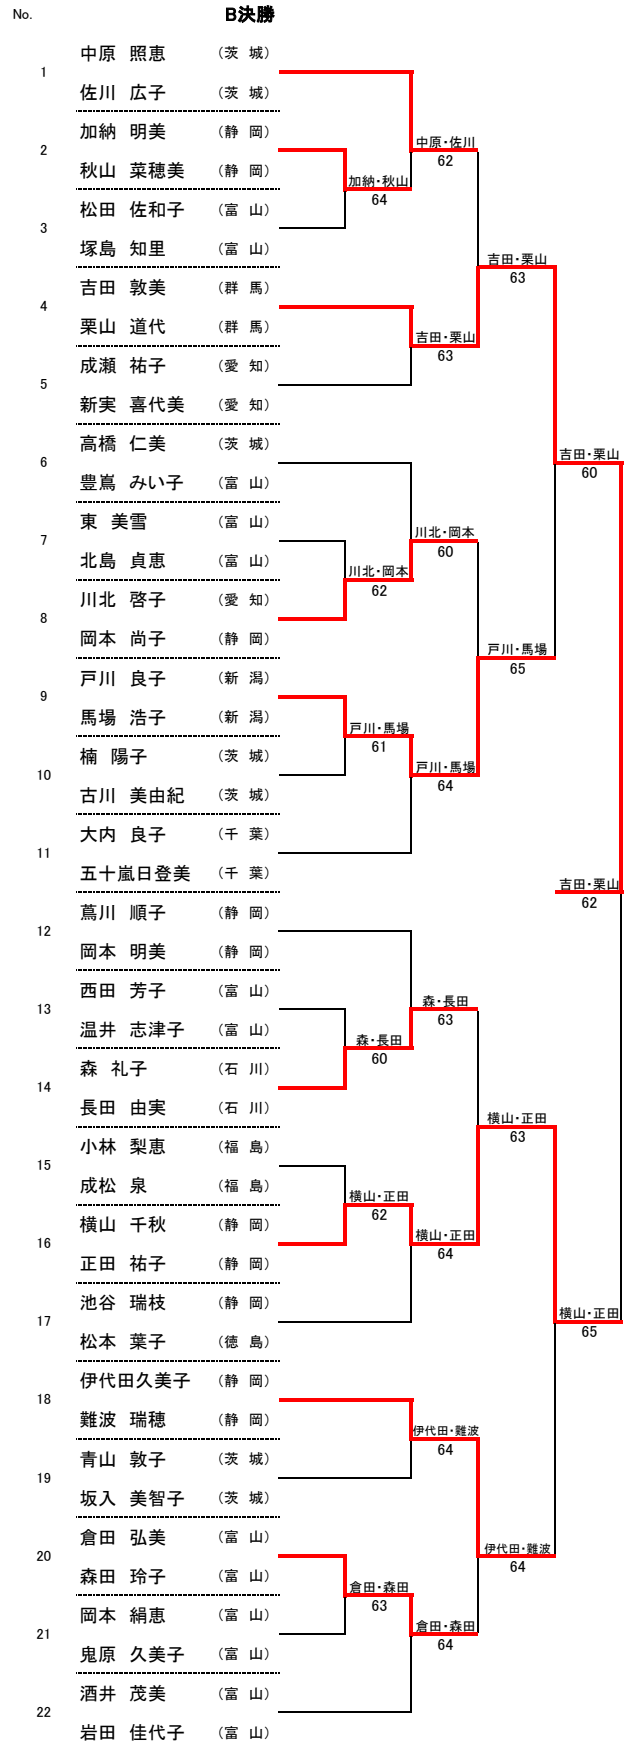 No. B決勝
中原 照恵 （茨 城）
1
佐川 広子 （茨 城）
加納 明美 （静 岡） 中原・佐川
2 62
秋山 菜穂美 （静 岡） 加納・秋山
64
松田 佐和子 （富 山）
3
塚島 知里 （富 山） 吉田・栗山
63
吉田 敦美 （群 馬）
4
栗山 道代 （群 馬） 吉田・栗山
63
成瀬 祐子 （愛 知）
5
新実 喜代美 （愛 知）
高橋 仁美 （茨 城） 吉田・栗山
6 60
豊嶌 みい子 （富 山）
東 美雪 （富 山） 川北・岡本
7 60
北島 貞恵 （富 山） 川北・岡本
62
川北 啓子 （愛 知）
8
岡本 尚子 （静 岡） 戸川・馬場
65
戸川 良子 （新 潟）
9
馬場 浩子 （新 潟） 戸川・馬場
61
楠 陽子 （茨 城） 戸川・馬場
10 64
古川 美由紀 （茨 城）
大内 良子 （千 葉）
11
五十嵐日登美 （千 葉） 吉田・栗山
62
蔦川 順子 （静 岡）
12
岡本 明美 （静 岡）
西田 芳子 （富 山） 森・長田
13 63
温井 志津子 （富 山） 森・長田
60
森 礼子 （石 川）
14
長田 由実 （石 川） 横山・正田
63
小林 梨恵 （福 島）
15
成松 泉 （福 島） 横山・正田
62
横山 千秋 （静 岡） 横山・正田
16 64
正田 祐子 （静 岡）
池谷 瑞枝 （静 岡） 横山・正田
17 65
松本 葉子 （徳 島）
伊代田久美子 （静 岡）
18
難波 瑞穂 （静 岡） 伊代田・難波
64
青山 敦子 （茨 城）
19
坂入 美智子 （茨 城）
倉田 弘美 （富 山） 伊代田・難波
20 64
森田 玲子 （富 山） 倉田・森田
63
岡本 絹恵 （富 山） 倉田・森田
21 64
鬼原 久美子 （富 山）
酒井 茂美 （富 山）
22
岩田 佳代子 （富 山）